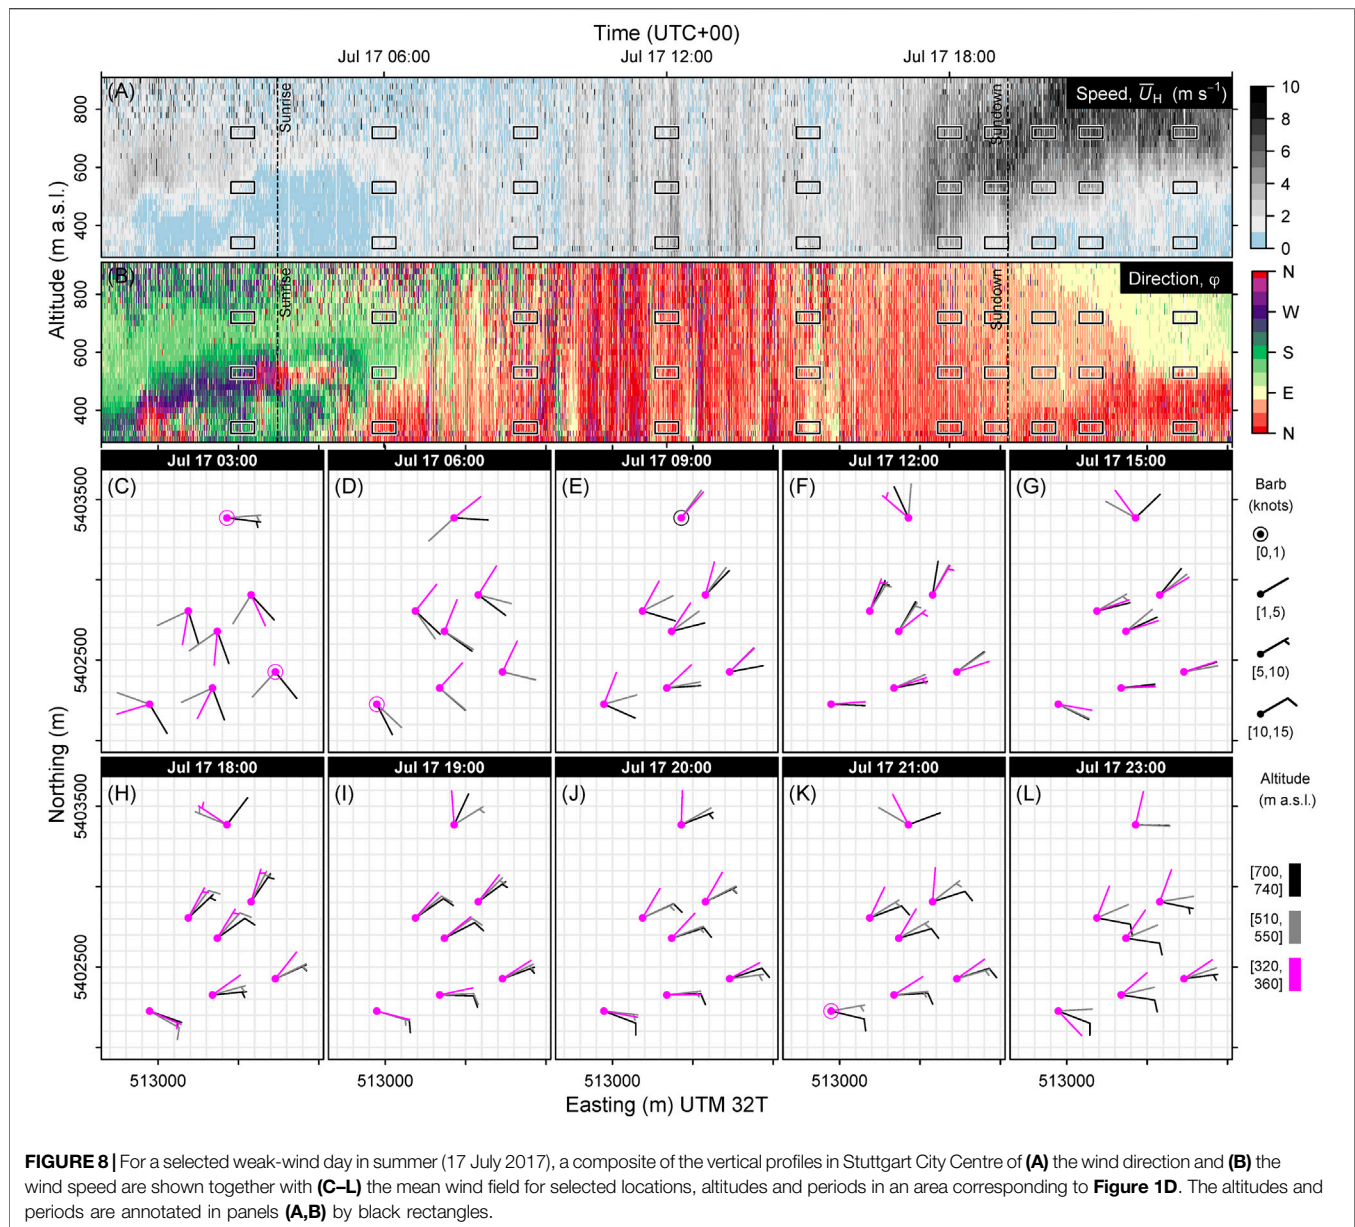 Time (UTC+00)
Jul 17 06:00 Jul 17 12:00 Jul 17 18:00
(A) Sunrise Sundown Speed, U̅H (m s⁻¹)
800
600
400
10
8
6
4
2
0
Altitude (m a.s.l.)
(B) Sunrise Sundown Direction, φ
800
600
400
N
W
S
E
N
Jul 17 03:00 Jul 17 06:00 Jul 17 09:00 Jul 17 12:00 Jul 17 15:00
(C) (D) (E) (F) (G)
5403500
5402500
Barb
(knots)
[0,1)
[1,5)
[5,10)
[10,15)
Northing (m)
Jul 17 18:00 Jul 17 19:00 Jul 17 20:00 Jul 17 21:00 Jul 17 23:00
(H) (I) (J) (K) (L)
5403500
5402500
Altitude
(m a.s.l.)
[700,
740]
[510,
550]
[320,
360]
513000 513000 513000 513000 513000
Easting (m) UTM 32T
FIGURE 8 | For a selected weak-wind day in summer (17 July 2017), a composite of the vertical profiles in Stuttgart City Centre of (A) the wind direction and (B) the
wind speed are shown together with (C–L) the mean wind field for selected locations, altitudes and periods in an area corresponding to Figure 1D. The altitudes and
periods are annotated in panels (A,B) by black rectangles.